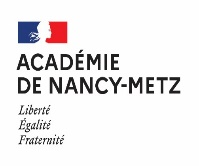 ACADÉMIE
DE NANCY-METZ
Liberté
Égalité
Fraternité